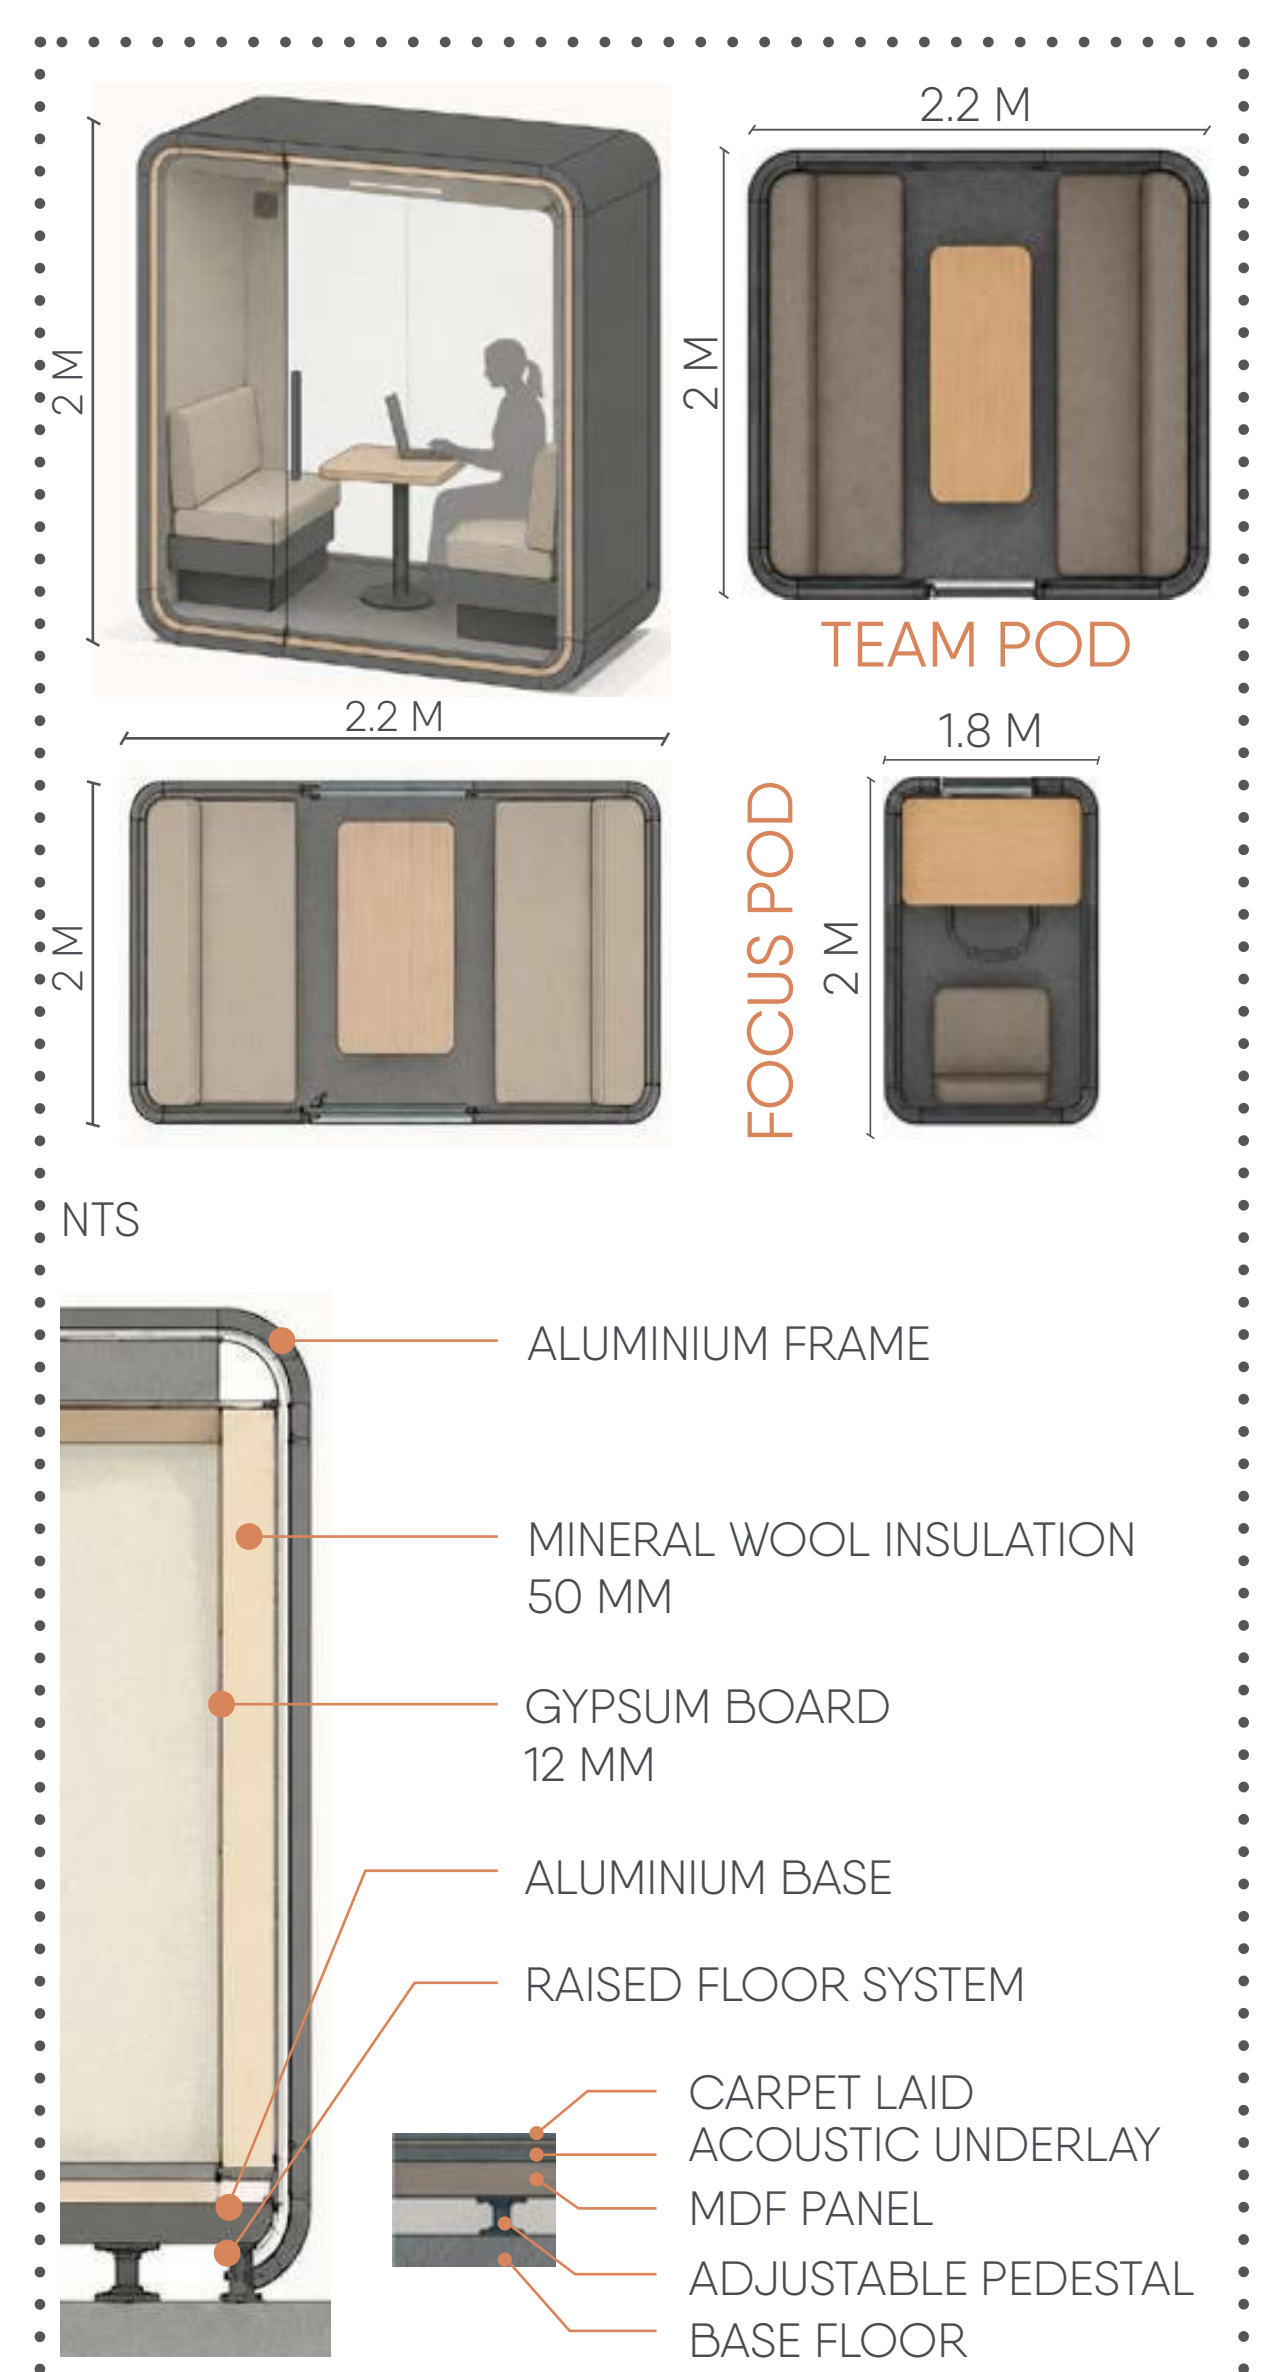 2.2 M
2 M
2 M
TEAM POD
2.2 M
2 M
1.8 M
FOCUS POD
2 M
NTS
ALUMINIUM FRAME
MINERAL WOOL INSULATION
50 MM
GYPSUM BOARD
12 MM
ALUMINIUM BASE
RAISED FLOOR SYSTEM
CARPET LAID
ACOUSTIC UNDERLAY
MDF PANEL
ADJUSTABLE PEDESTAL
BASE FLOOR